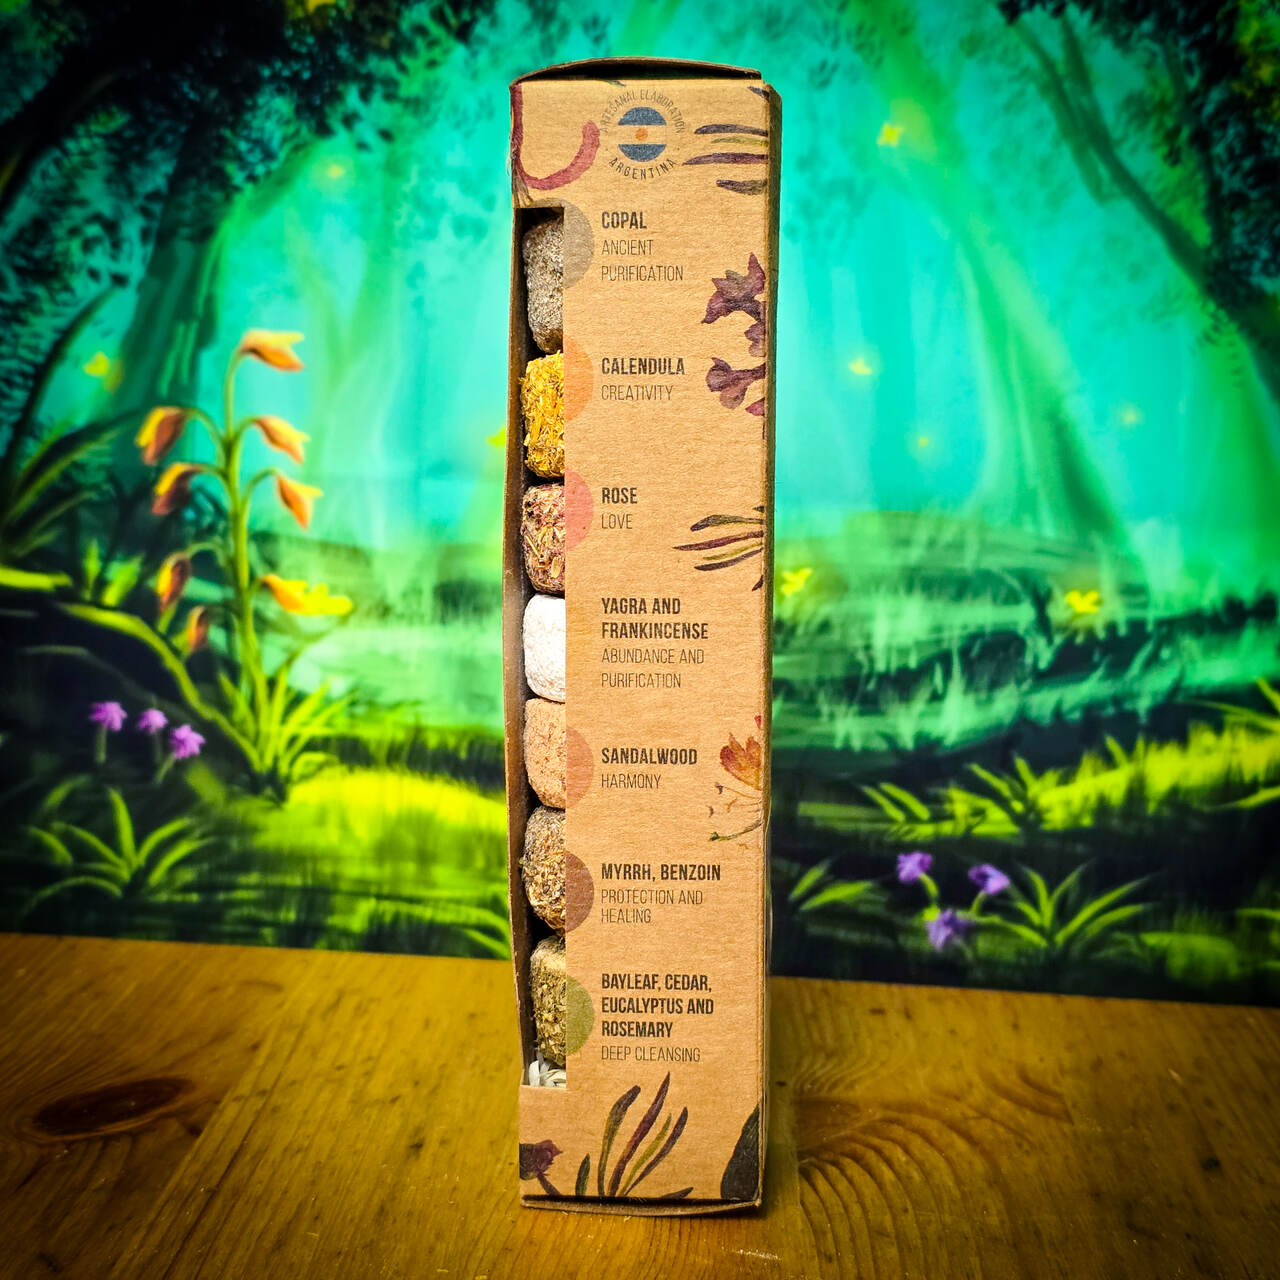 ARTESANAL ELABORATION
ARGENTINA
COPAL
ANCIENT
PURIFICATION
CALENDULA
CREATIVITY
ROSE
LOVE
YAGRA AND
FRANKINCENSE
ABUNDANCE AND
PURIFICATION
SANDALWOOD
HARMONY
MYRRH, BENZOIN
PROTECTION AND
HEALING
BAYLEAF, CEDAR,
EUCALYPTUS AND
ROSEMARY
DEEP CLEANSING